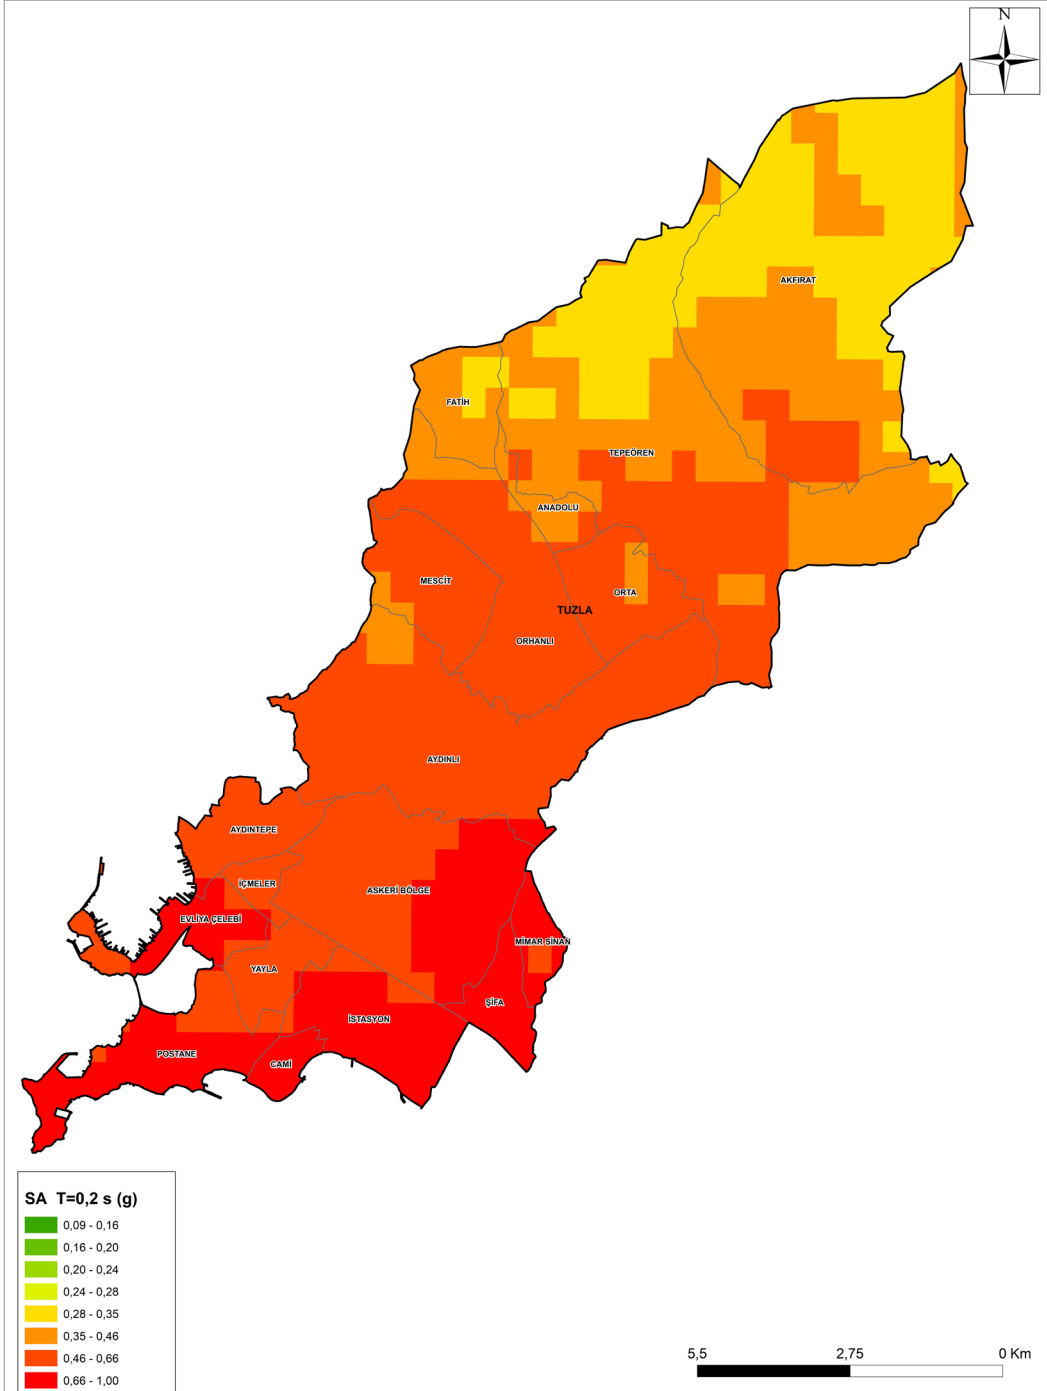 N
AKFIRAT
FATİH
TEPEÖREN
ANADOLU
MESCİT
ORTA
TUZLA
ORHANLI
AYDINLI
AYDINTEPE
İÇMELER
ASKERİ BÖLGE
EVLİYA ÇELEBİ
MİMAR SİNAN
YAYLA
ŞİFA
İSTASYON
POSTANE
CAMİ
SA T=0,2 s (g)
0,09 - 0,16
0,16 - 0,20
0,20 - 0,24
0,24 - 0,28
0,28 - 0,35
0,35 - 0,46
0,46 - 0,66
0,66 - 1,00
5,5 2,75 0 Km